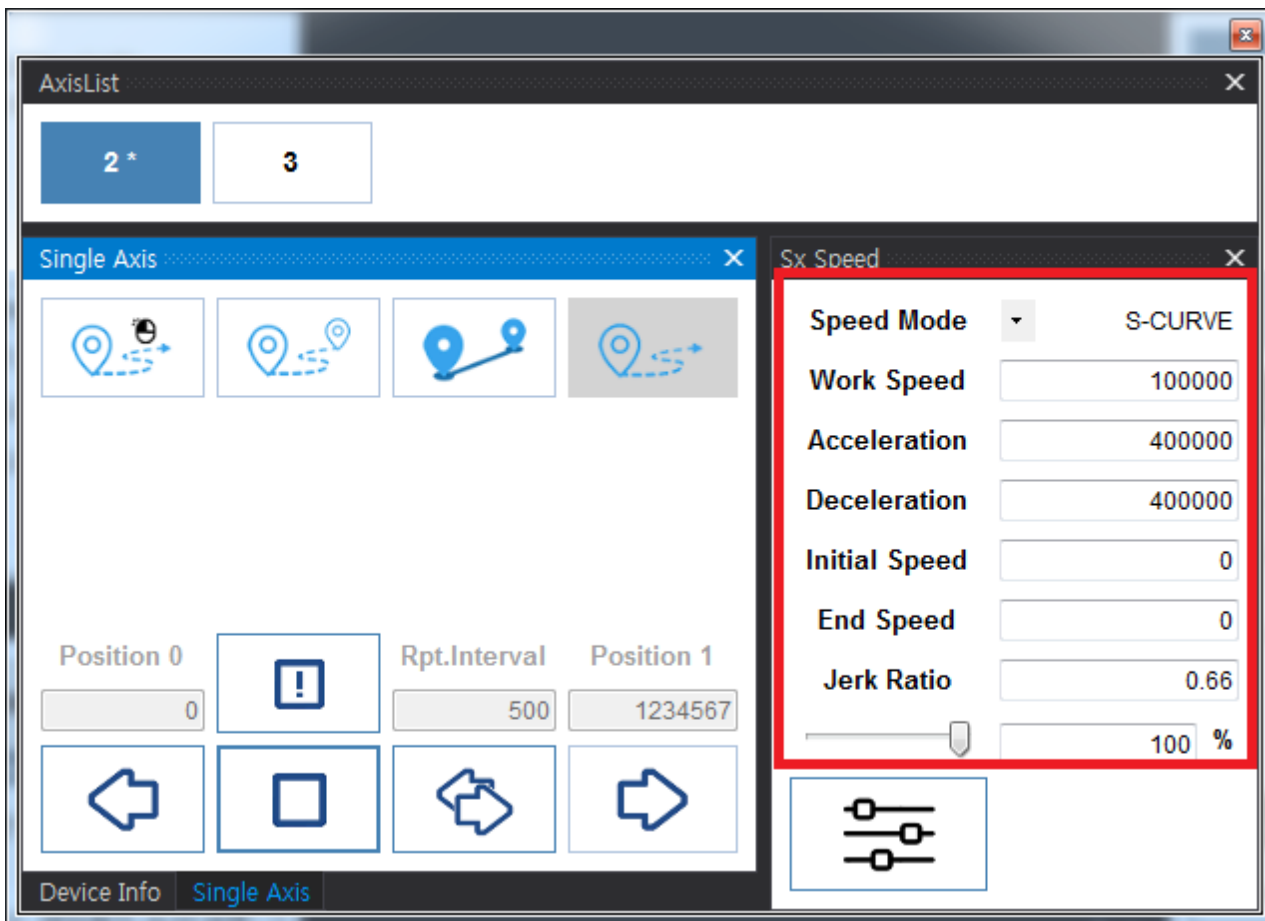 AxisList
2 *
3
Single Axis
Sx Speed
Speed Mode S-CURVE
Work Speed 100000
Acceleration 400000
Deceleration 400000
Initial Speed 0
End Speed 0
Jerk Ratio 0.66
100 %
Position 0 Rpt.Interval Position 1
0 500 1234567
Device Info Single Axis